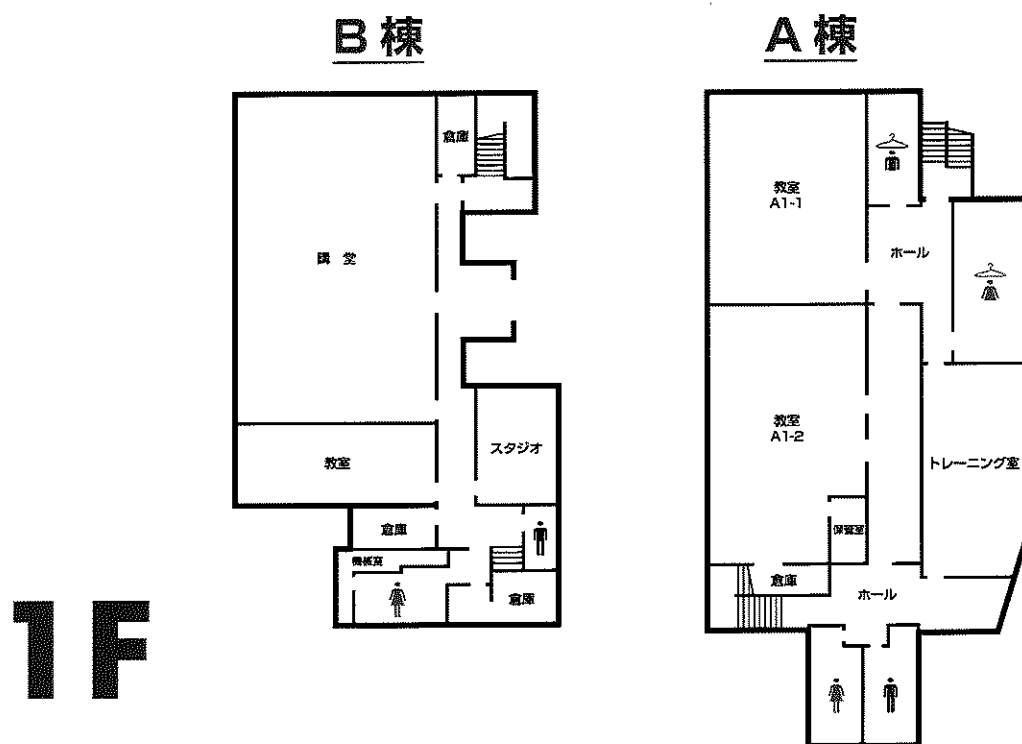 B 棟
A 棟
倉庫
講 堂
教室
スタジオ
倉庫
機械室
倉庫
教室
A1-1
ホール
教室
A1-2
トレーニング室
保管室
倉庫
ホール
1F